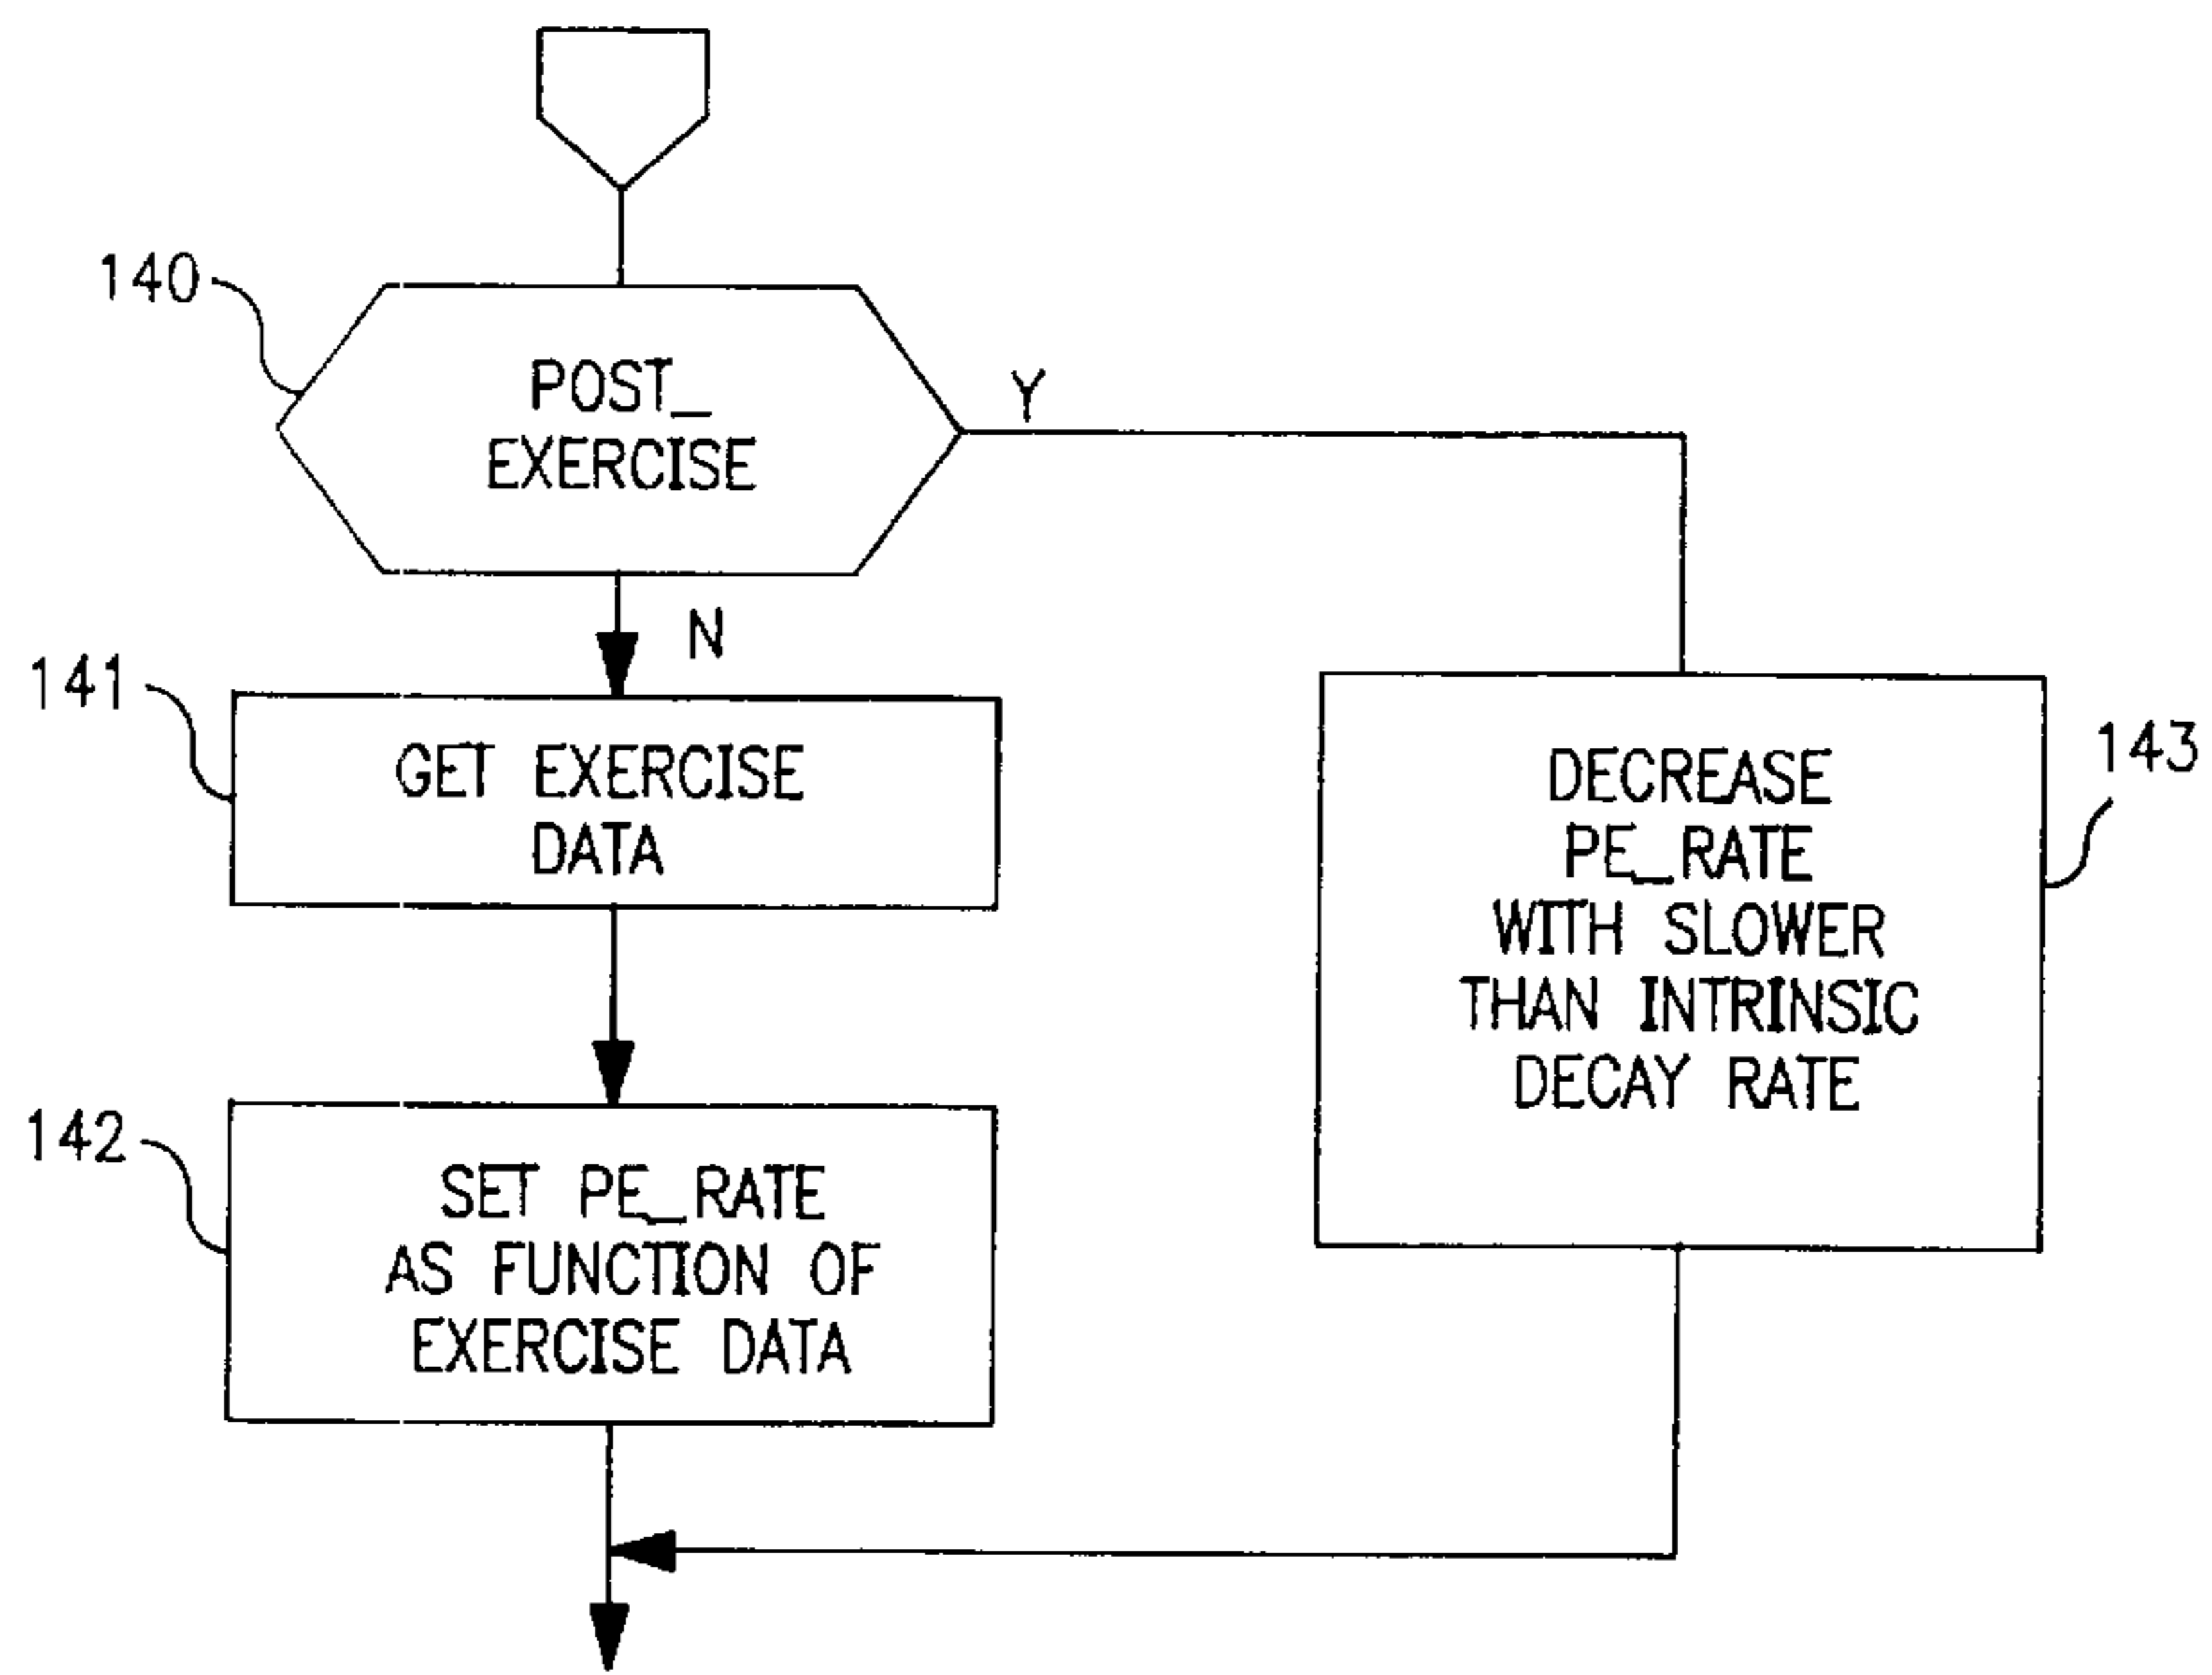 140
POST_
EXERCISE
Y
N
141
GET EXERCISE
DATA
143
DECREASE
PE_RATE
WITH SLOWER
THAN INTRINSIC
DECAY RATE
142
SET PE_RATE
AS FUNCTION OF
EXERCISE DATA